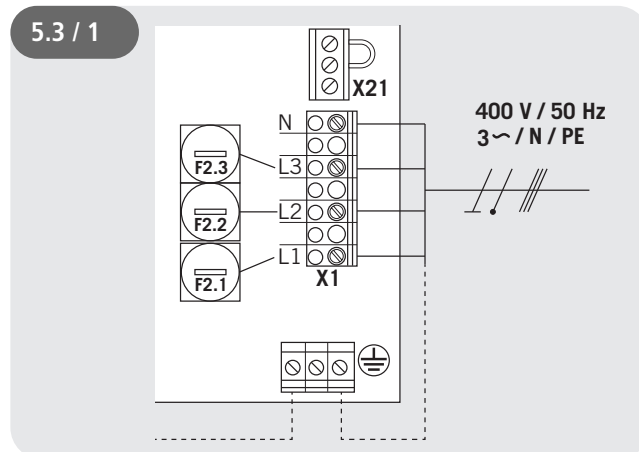 5.3 / 1
X21
400 V / 50 Hz
3~ / N / PE
N
L3
L2
L1
F2.3
F2.2
F2.1
X1